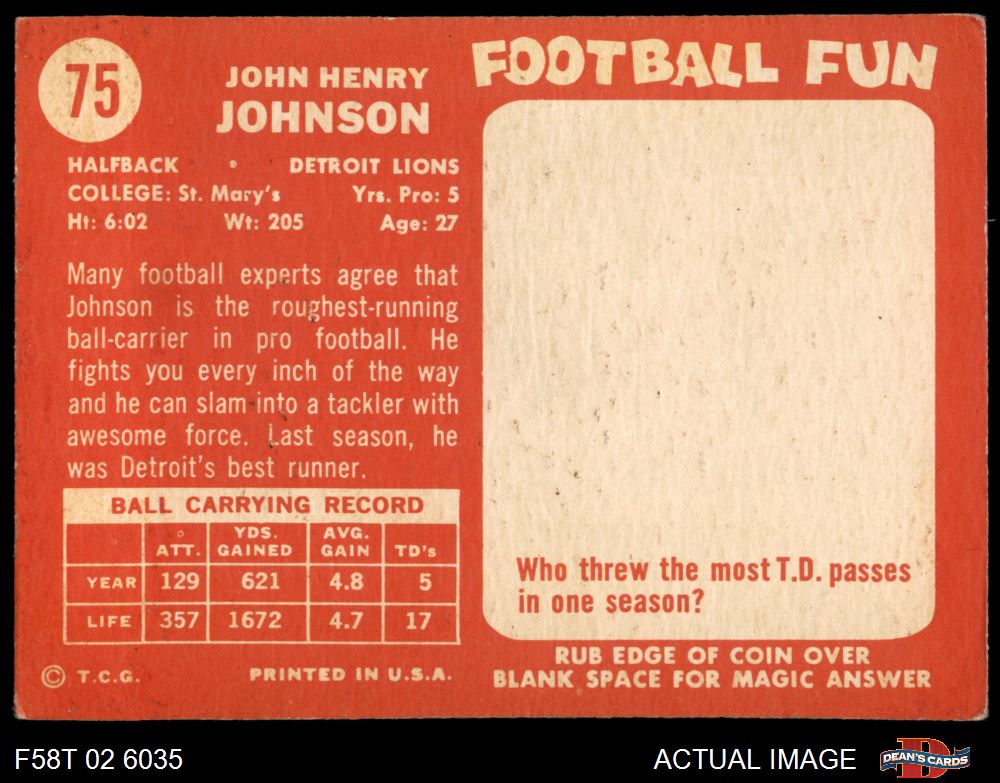 75
JOHN HENRY
JOHNSON
HALFBACK • DETROIT LIONS
COLLEGE: St. Mary's Yrs. Pro: 5
Ht: 6:02 Wt: 205 Age: 27
Many football experts agree that
Johnson is the roughest-running
ball-carrier in pro football. He
fights you every inch of the way
and he can slam into a tackler with
awesome force. Last season, he
was Detroit's best runner.
BALL CARRYING RECORD
ATT. YDS. GAINED AVG. GAIN TD's
YEAR 129 621 4.8 5
LIFE 357 1672 4.7 17
© T.C.G. PRINTED IN U.S.A.
FOOTBALL FUN
Who threw the most T.D. passes
in one season?
RUB EDGE OF COIN OVER
BLANK SPACE FOR MAGIC ANSWER
F58T 02 6035 ACTUAL IMAGE D DEAN'S CARDS